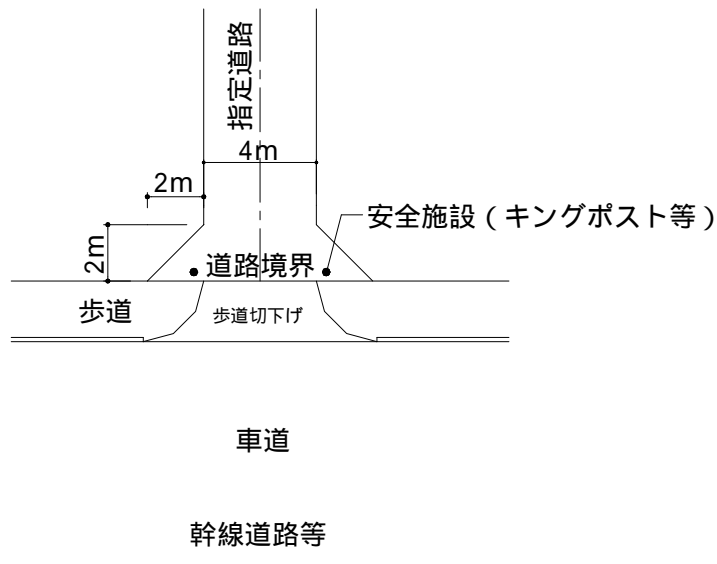 指定道路
4m
2m
安全施設（キングポスト等）
2m
道路境界
歩道
歩道切下げ
車道
幹線道路等